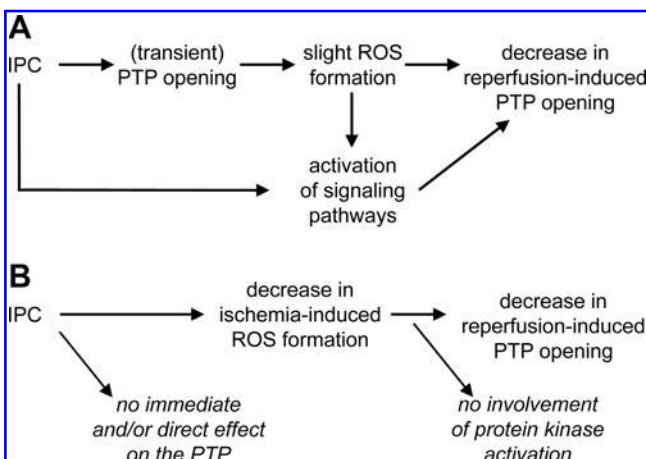 A
IPC
(transient)
PTP opening
slight ROS
formation
decrease in
reperfusion-induced
PTP opening
activation
of signaling
pathways
B
IPC
decrease in
ischemia-induced
ROS formation
decrease in
reperfusion-induced
PTP opening
no immediate
and/or direct effect
on the PTP
no involvement
of protein kinase
activation